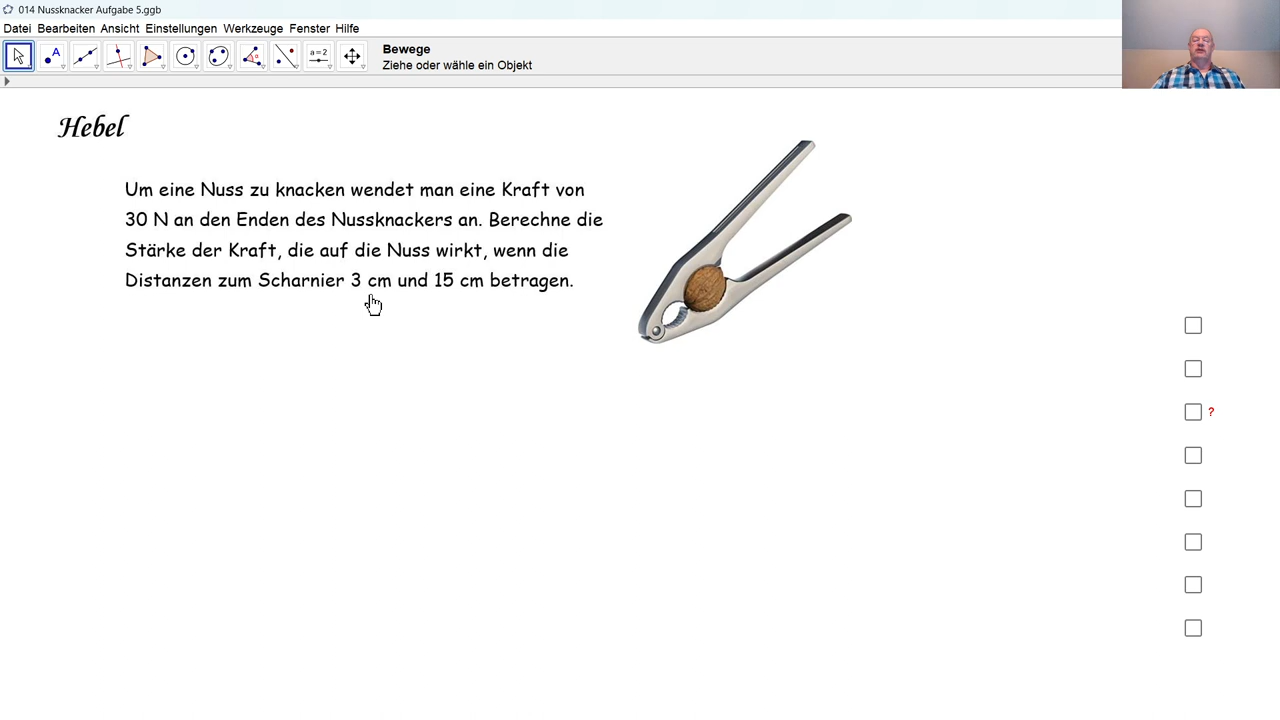 014 Nussknacker Aufgabe 5.ggb
Datei Bearbeiten Ansicht Einstellungen Werkzeuge Fenster Hilfe
A
a=2
Bewege
Ziehe oder wähle ein Objekt
Hebel
Um eine Nuss zu knacken wendet man eine Kraft von
30 N an den Enden des Nussknackers an. Berechne die
Stärke der Kraft, die auf die Nuss wirkt, wenn die
Distanzen zum Scharnier 3 cm und 15 cm betragen.
?